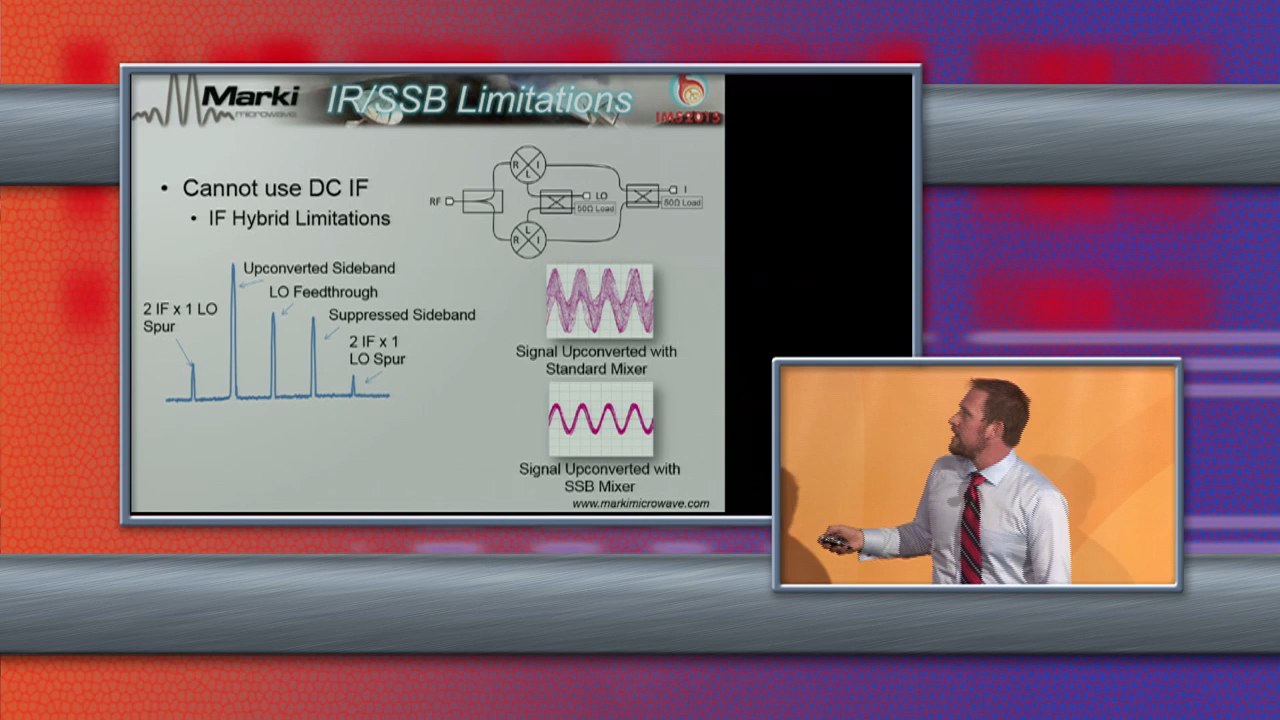 Marki
microwave
IR/SSB Limitations
IMS2013
• Cannot use DC IF
• IF Hybrid Limitations
RF
R
I
L
LO
50Ω Load
I
50Ω Load
L
R
I
Upconverted Sideband
LO Feedthrough
Suppressed Sideband
2 IF x 1 LO
Spur
2 IF x 1
LO Spur
Signal Upconverted with
Standard Mixer
Signal Upconverted with
SSB Mixer
www.markimicrowave.com